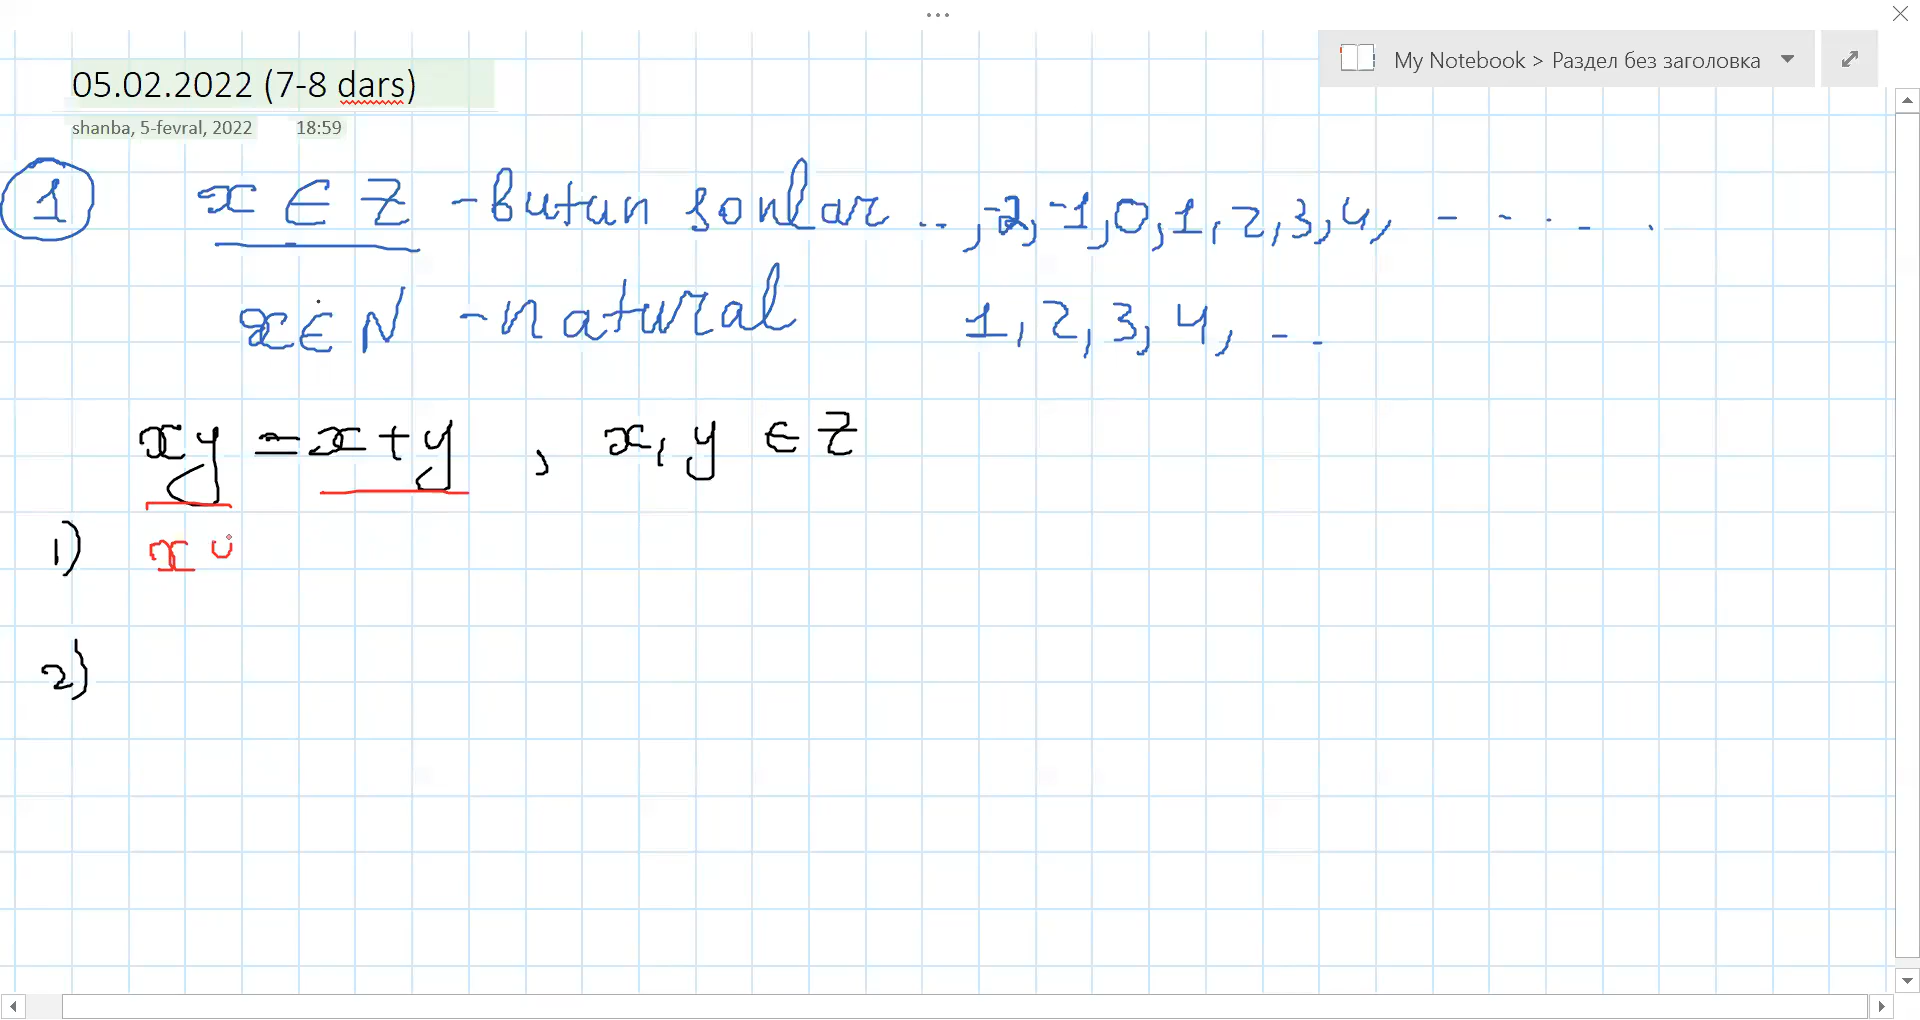 My Notebook > Раздел без заголовка
05.02.2022 (7-8 dars)
shanba, 5-fevral, 2022 18:59
1 x ∈ Z - butun sonlar .. , -2, -1, 0, 1, 2, 3, 4, - - . - .
x ∈ N - natural 1, 2, 3, 4, - -
xy = x + y , x, y ∈ Z
1) x
2)